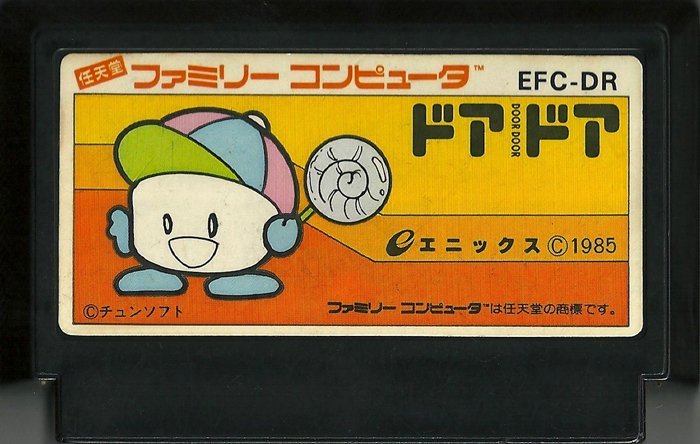 任天堂 ファミリー コンピュータ™ EFC-DR
ドア DOOR DOOR ドア
eエニックス ©1985
©チュンソフト
ファミリー コンピュータ™は任天堂の商標です。